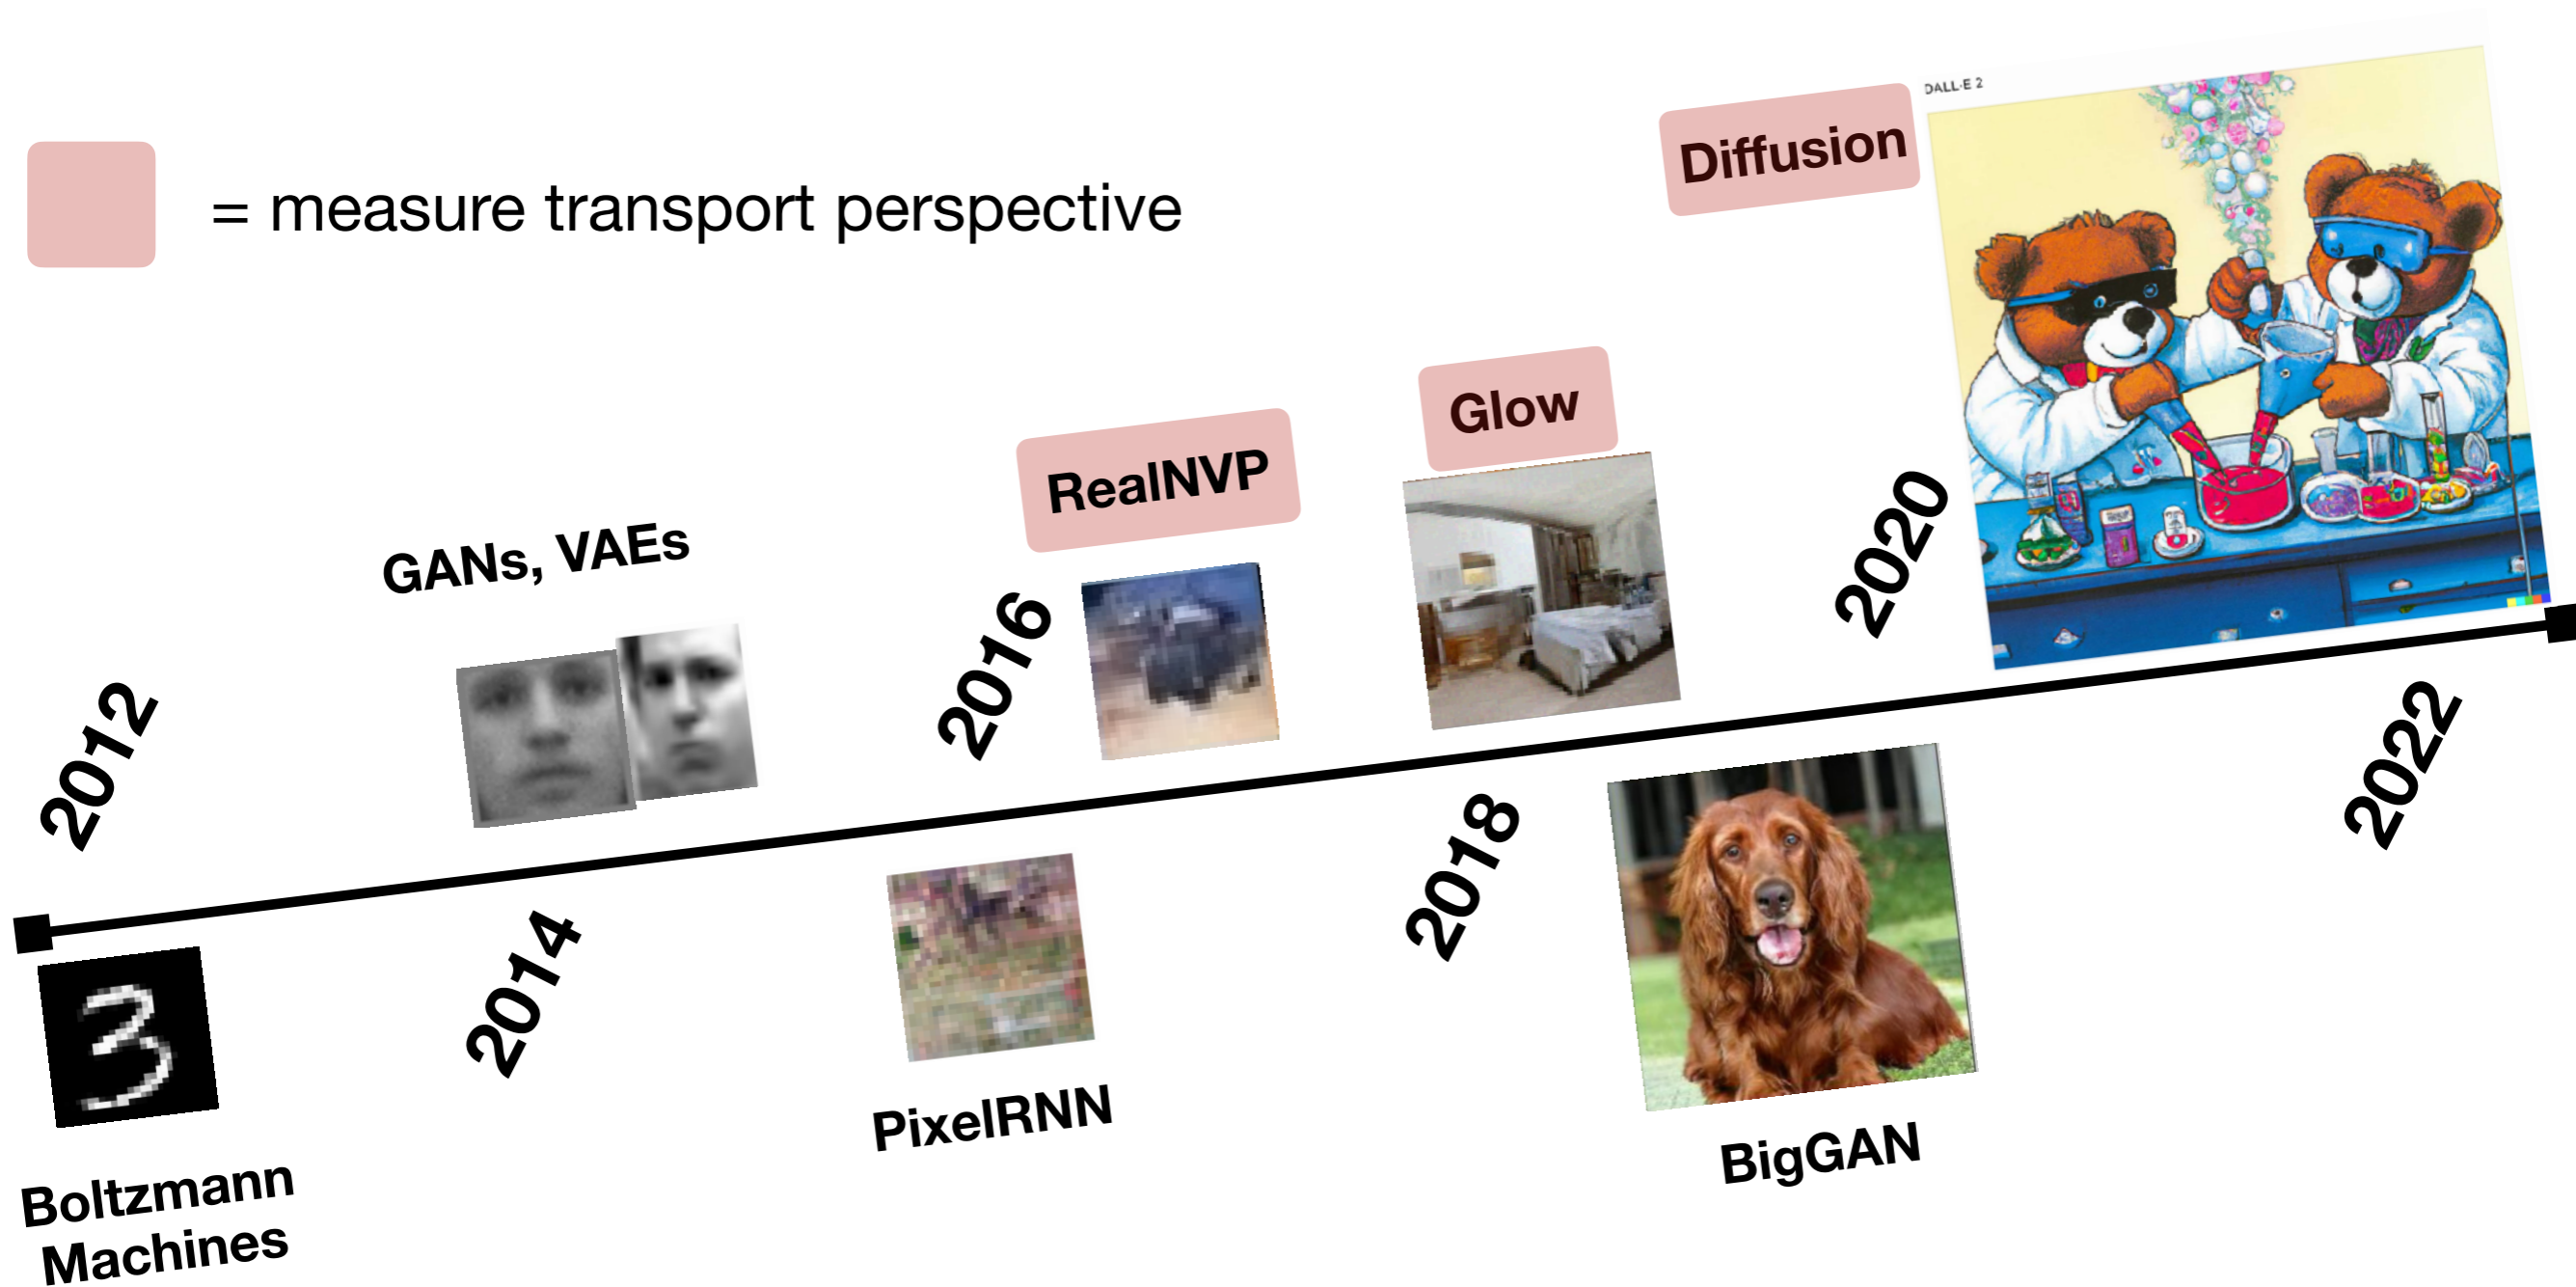 = measure transport perspective
Diffusion
DALL·E 2
Glow
RealNVP
GANs, VAEs
2012
2014
2016
2018
2020
2022
3
Boltzmann
Machines
PixelRNN
BigGAN